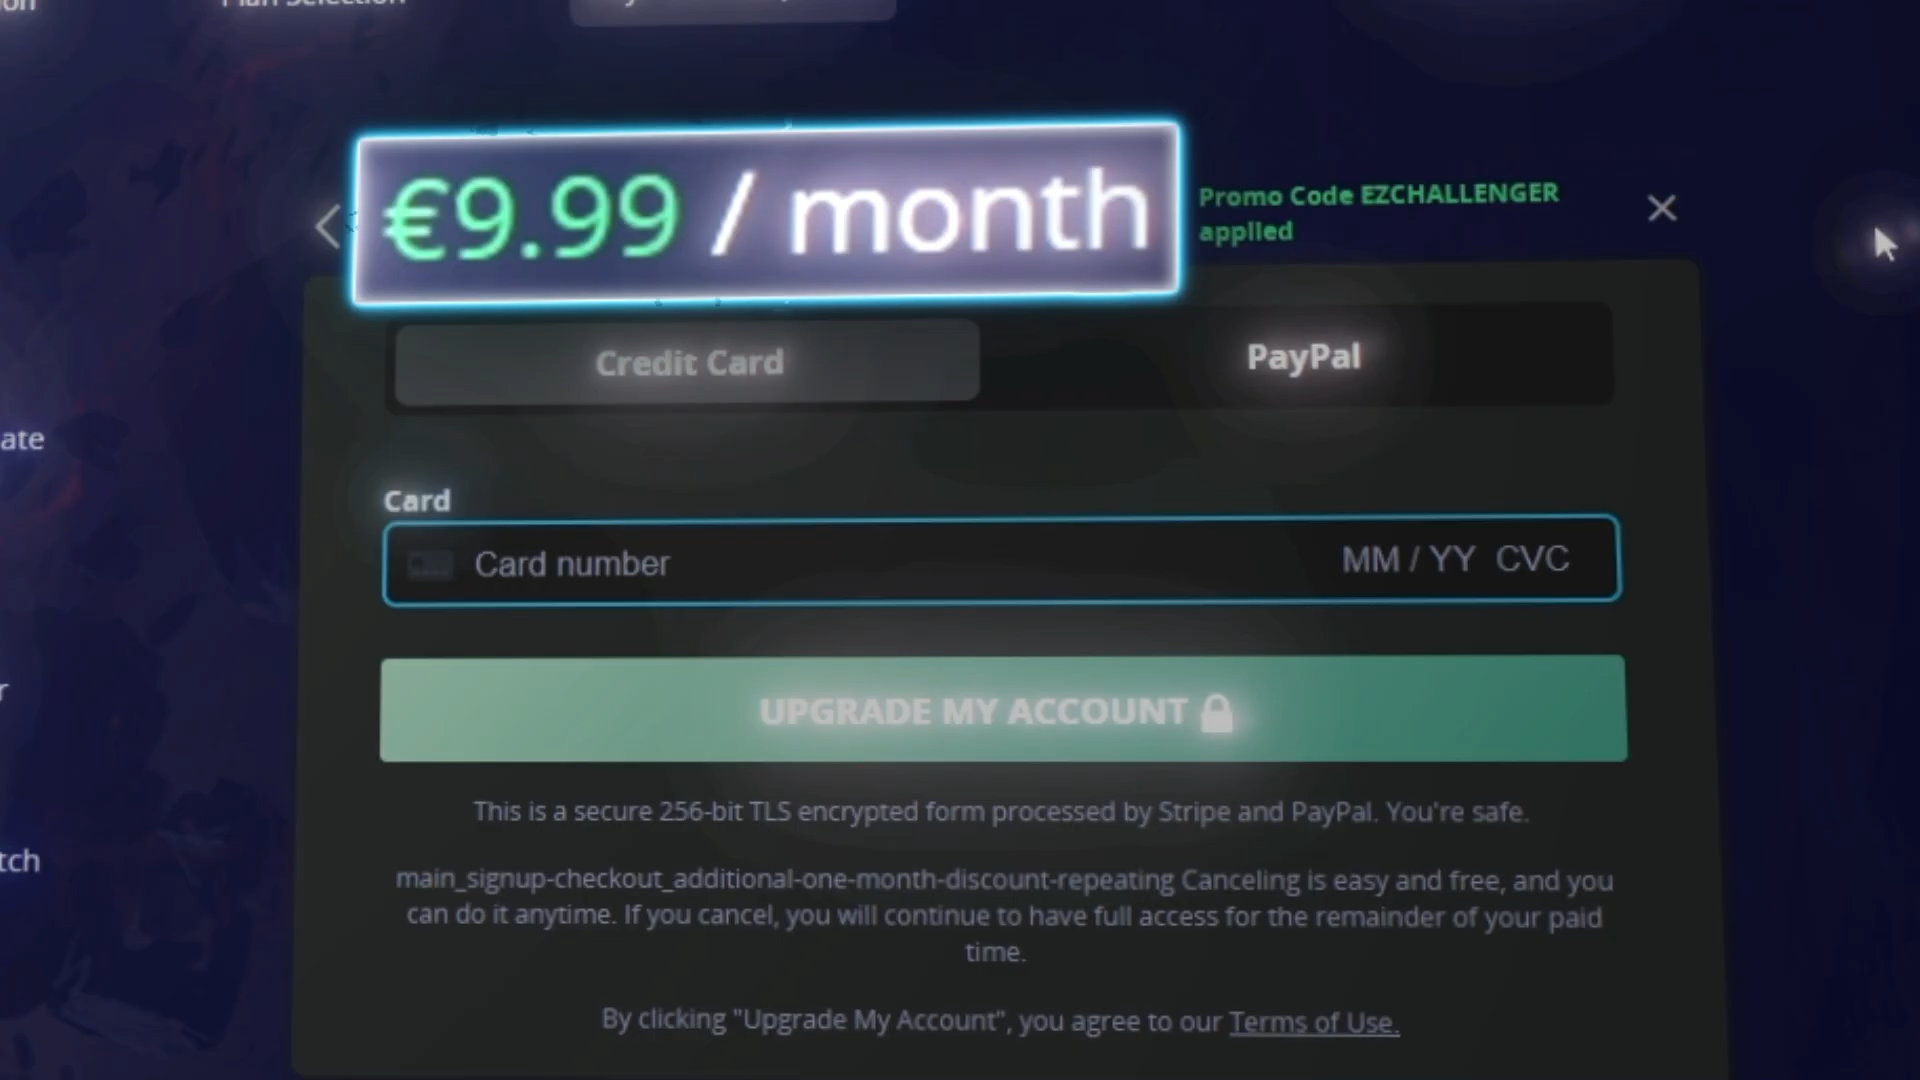 Plan Selection
€9.99 / month
Promo Code EZCHALLENGER
applied
Credit Card
PayPal
ate
Card
Card number
MM / YY CVC
UPGRADE MY ACCOUNT
This is a secure 256-bit TLS encrypted form processed by Stripe and PayPal. You're safe.
tch
main_signup-checkout_additional-one-month-discount-repeating Canceling is easy and free, and you
can do it anytime. If you cancel, you will continue to have full access for the remainder of your paid
time.
By clicking "Upgrade My Account", you agree to our Terms of Use.